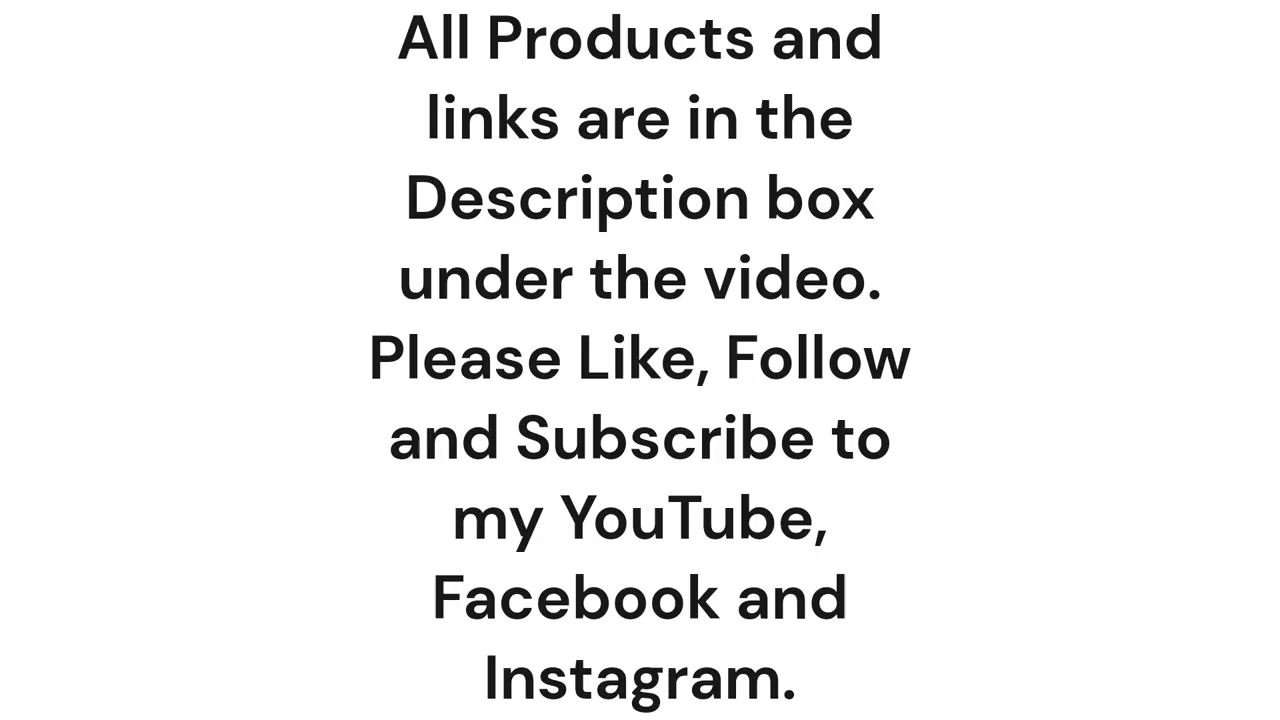 All Products and
links are in the
Description box
under the video.
Please Like, Follow
and Subscribe to
my YouTube,
Facebook and
Instagram.